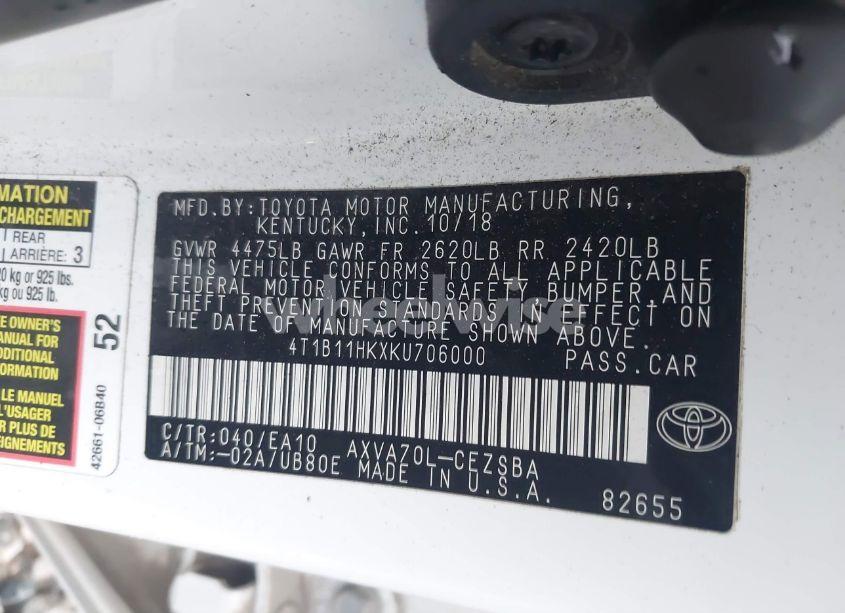 MATION
CHARGEMENT
REAR
ARRIÈRE: 3
kg or 925 lbs.
kg ou 925 lb.
E OWNER'S
ANUAL FOR
DDITIONAL
FORMATION
LE MANUEL
L'USAGER
R PLUS DE
EIGNEMENTS
52
42661-06B40
MFD.BY:TOYOTA MOTOR MANUFACTURING,
KENTUCKY,INC.10/18
GVWR 4475LB GAWR FR 2620LB RR 2420LB
THIS VEHICLE CONFORMS TO ALL APPLICABLE
FEDERAL MOTOR VEHICLE SAFETY, BUMPER,AND
THEFT PREVENTION STANDARDS IN EFFECT ON
THE DATE OF MANUFACTURE SHOWN ABOVE.
4T1B11HKXKU706000 PASS.CAR
C/TR:040/EA10 AXVA70L-CEZSBA
A/TM:-02A/UB80E MADE IN U.S.A.
82655
wheelwise